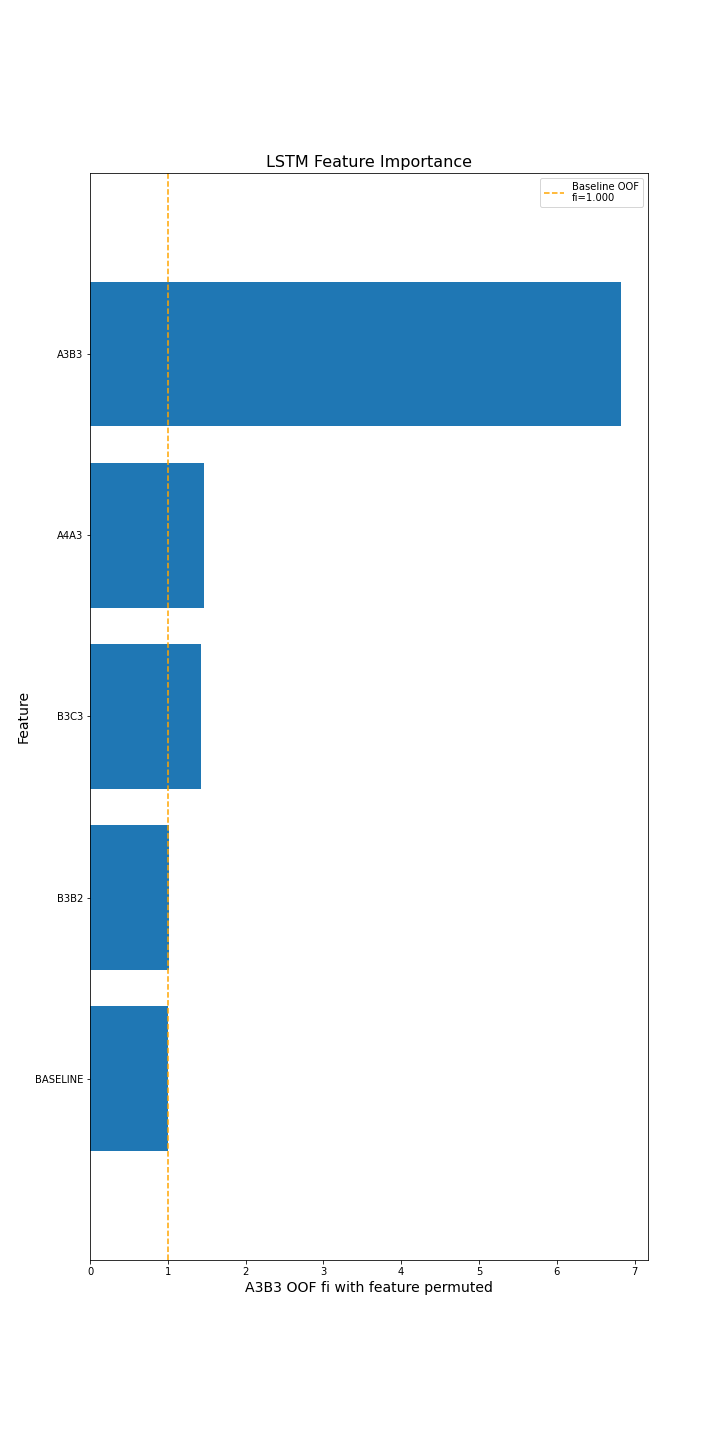 LSTM Feature Importance
Baseline OOF
fi=1.000
A3B3
A4A3
B3C3
B3B2
BASELINE
Feature
0 1 2 3 4 5 6 7
A3B3 OOF fi with feature permuted